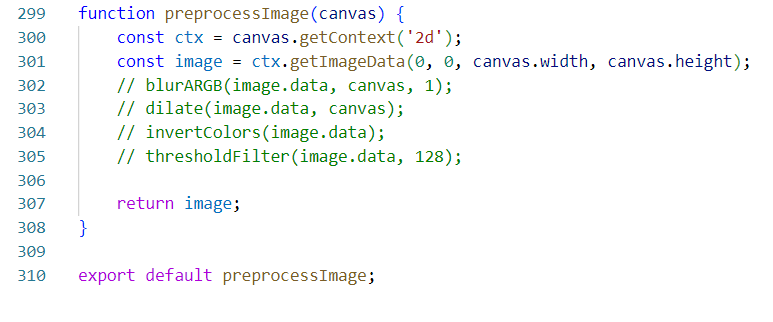 299 function preprocessImage(canvas) {
300 const ctx = canvas.getContext('2d');
301 const image = ctx.getImageData(0, 0, canvas.width, canvas.height);
302 // blurARGB(image.data, canvas, 1);
303 // dilate(image.data, canvas);
304 // invertColors(image.data);
305 // thresholdFilter(image.data, 128);
306
307 return image;
308 }
309
310 export default preprocessImage;